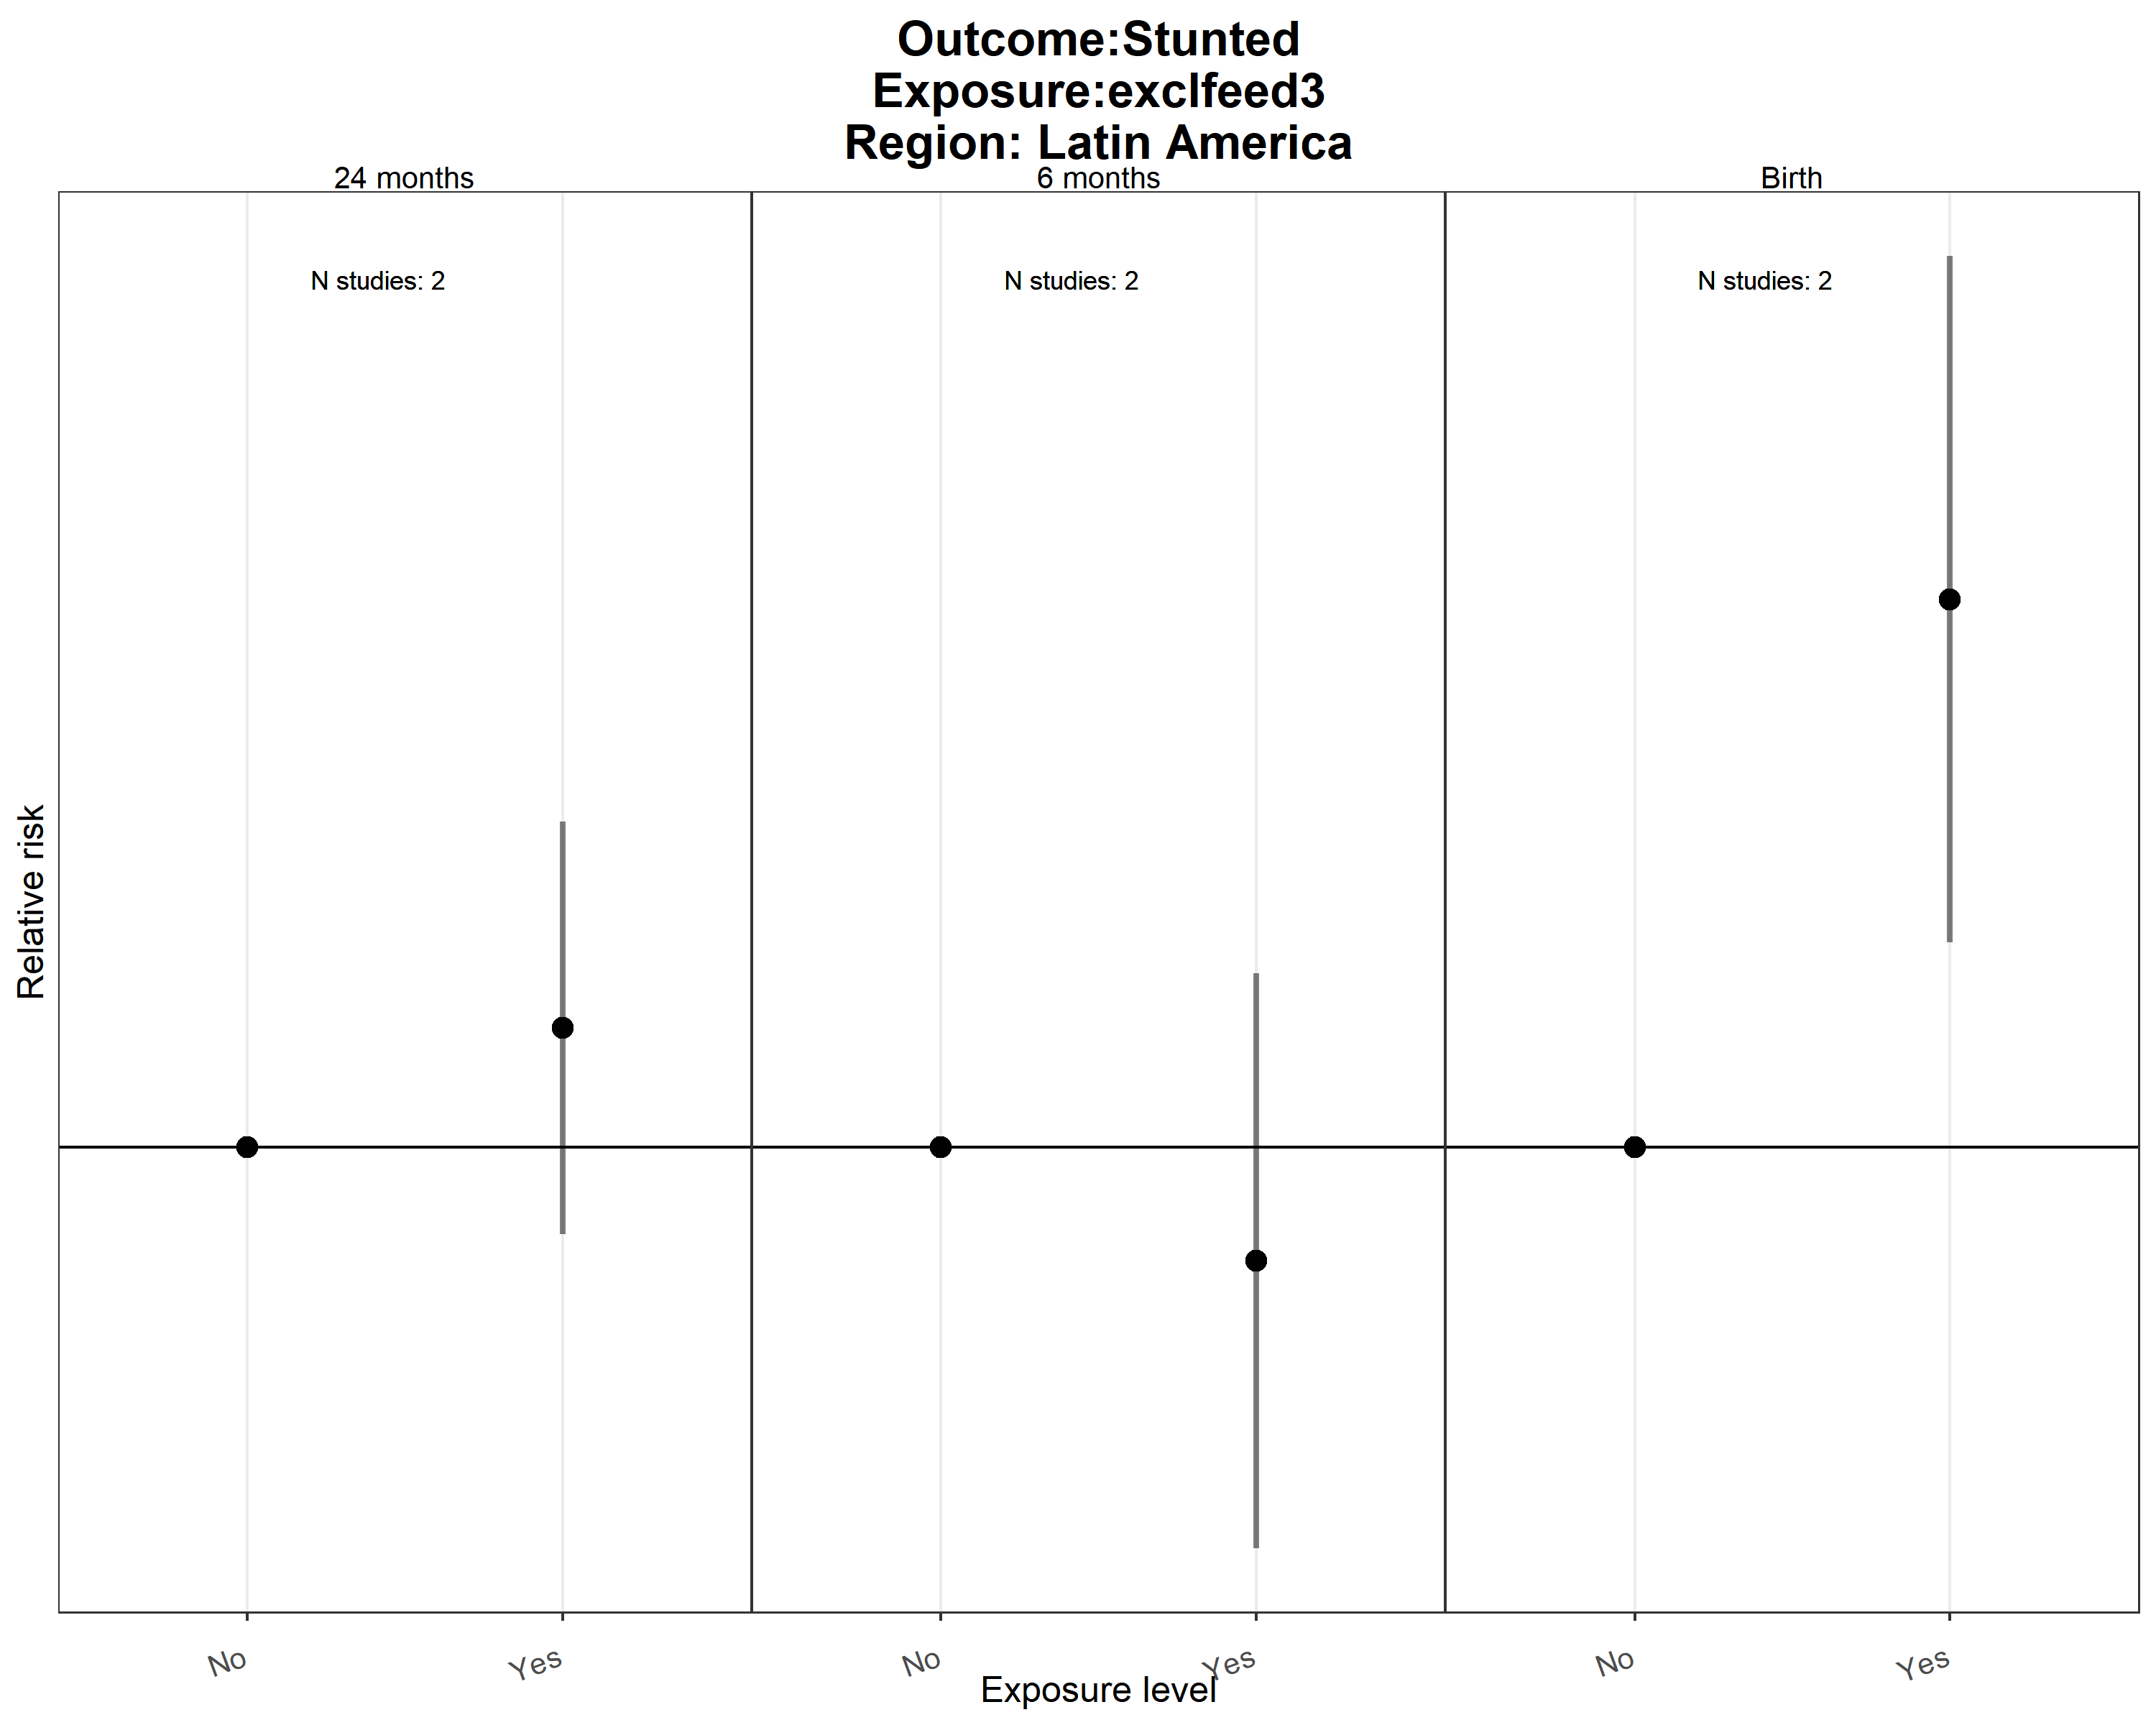 Outcome:Stunted
Exposure:exclfeed3
Region: Latin America
24 months
6 months
Birth
N studies: 2
N studies: 2
N studies: 2
Relative risk
No
Yes
No
Yes
No
Yes
Exposure level